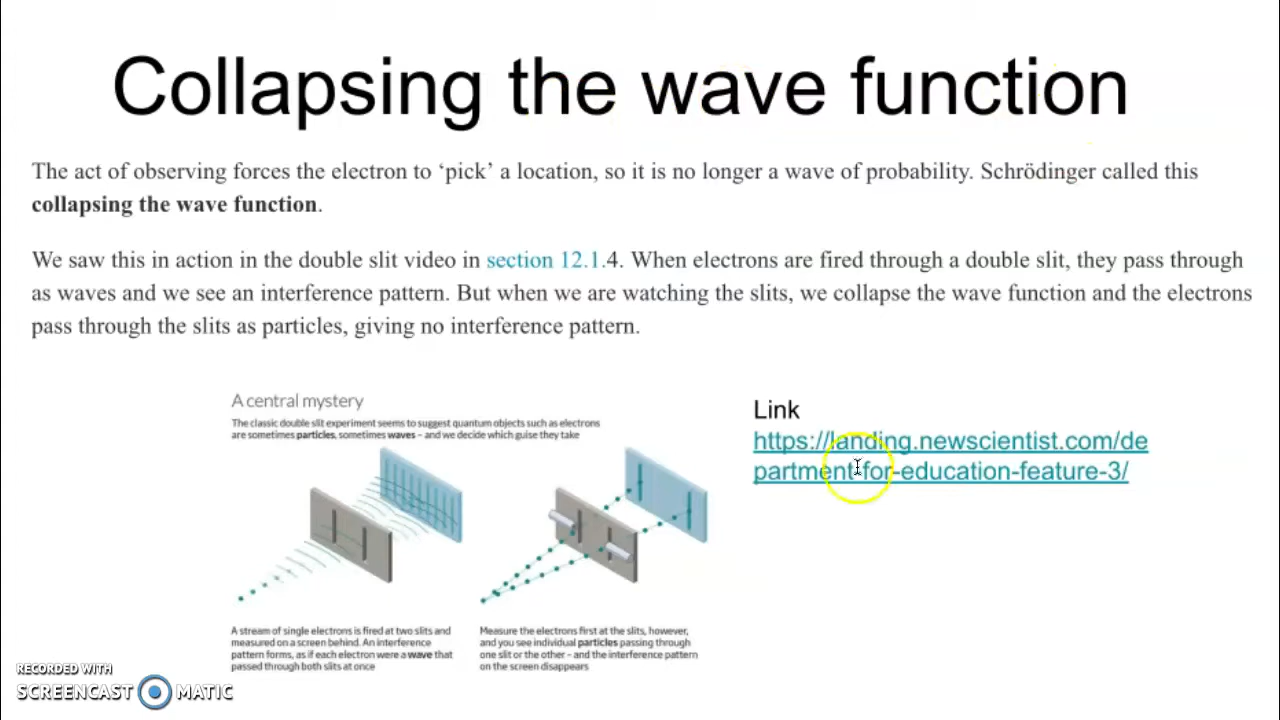 Collapsing the wave function
The act of observing forces the electron to ‘pick’ a location, so it is no longer a wave of probability. Schrödinger called this
collapsing the wave function.
We saw this in action in the double slit video in section 12.1.4. When electrons are fired through a double slit, they pass through
as waves and we see an interference pattern. But when we are watching the slits, we collapse the wave function and the electrons
pass through the slits as particles, giving no interference pattern.
A central mystery
The classic double slit experiment seems to suggest quantum objects such as electrons
are sometimes particles, sometimes waves – and we decide which guise they take
Link
https://landing.newscientist.com/de
partment-for-education-feature-3/
A stream of single electrons is fired at two slits and
measured on a screen behind. An interference
pattern forms, as if each electron were a wave that
passed through both slits at once
Measure the electrons first at the slits, however,
and you see individual particles passing through
one slit or the other – and the interference pattern
on the screen disappears
RECORDED WITH
SCREENCAST MATIC